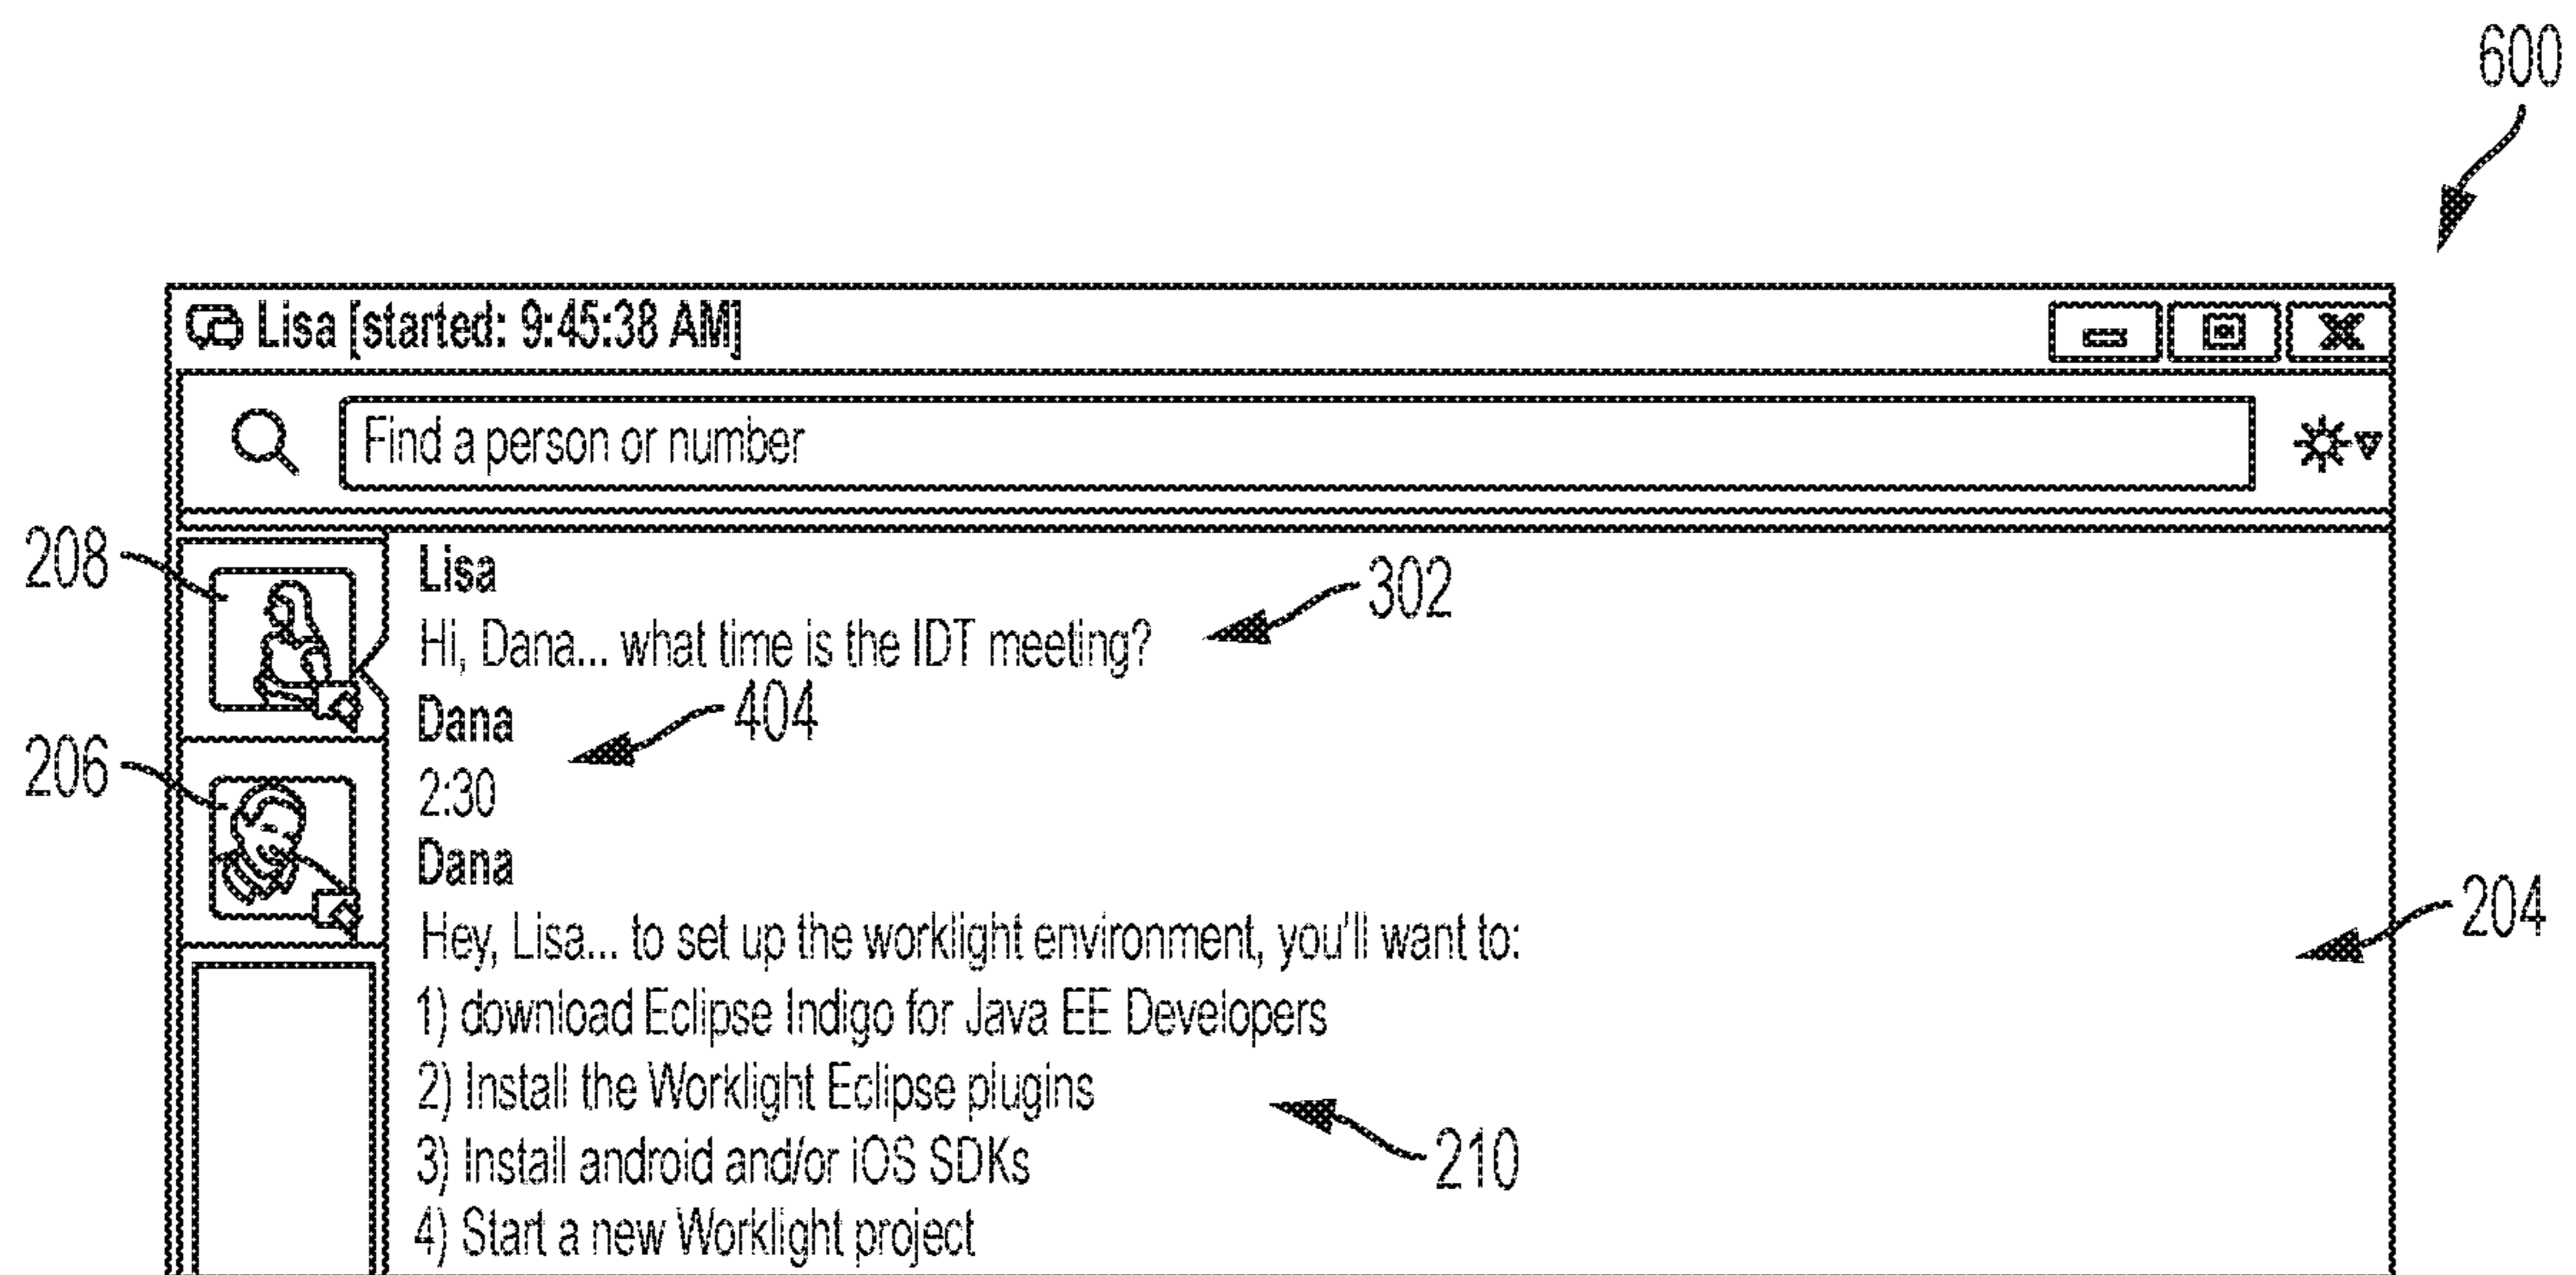 600
Lisa [started: 9:45:38 AM]
Find a person or number
208
Lisa
302
Hi, Dana... what time is the IDT meeting?
Dana
404
206
2:30
Dana
204
Hey, Lisa... to set up the worklight environment, you'll want to:
1) download Eclipse Indigo for Java EE Developers
2) Install the Worklight Eclipse plugins
3) Install android and/or iOS SDKs
210
4) Start a new Worklight project